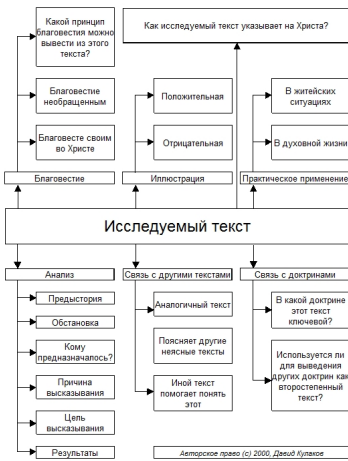 Какой принцип
благовестия можно
вывести из этого
текста?
Как исследуемый текст указывает на Христа?
Благовестие
необращенным
Положительная
В житейских
ситуациях
Благовесте своим
во Христе
Отрицательная
В духовной жизни
Благовестие
Иллюстрация
Практическое применение
Исследуемый текст
Анализ
Связь с другими текстами
Связь с доктринами
Предыстория
Обстановка
Кому
предназначалось?
Причина
высказывания
Цель
высказывания
Результаты
Аналогичный текст
Поясняет другие
неясные тексты
Иной текст
помогает понять
этот
В какой доктрине
этот текст
ключевой?
Используется ли
для выведения
других доктрин как
второстепенный
текст?
Авторское право (c) 2000, Давид Кулаков